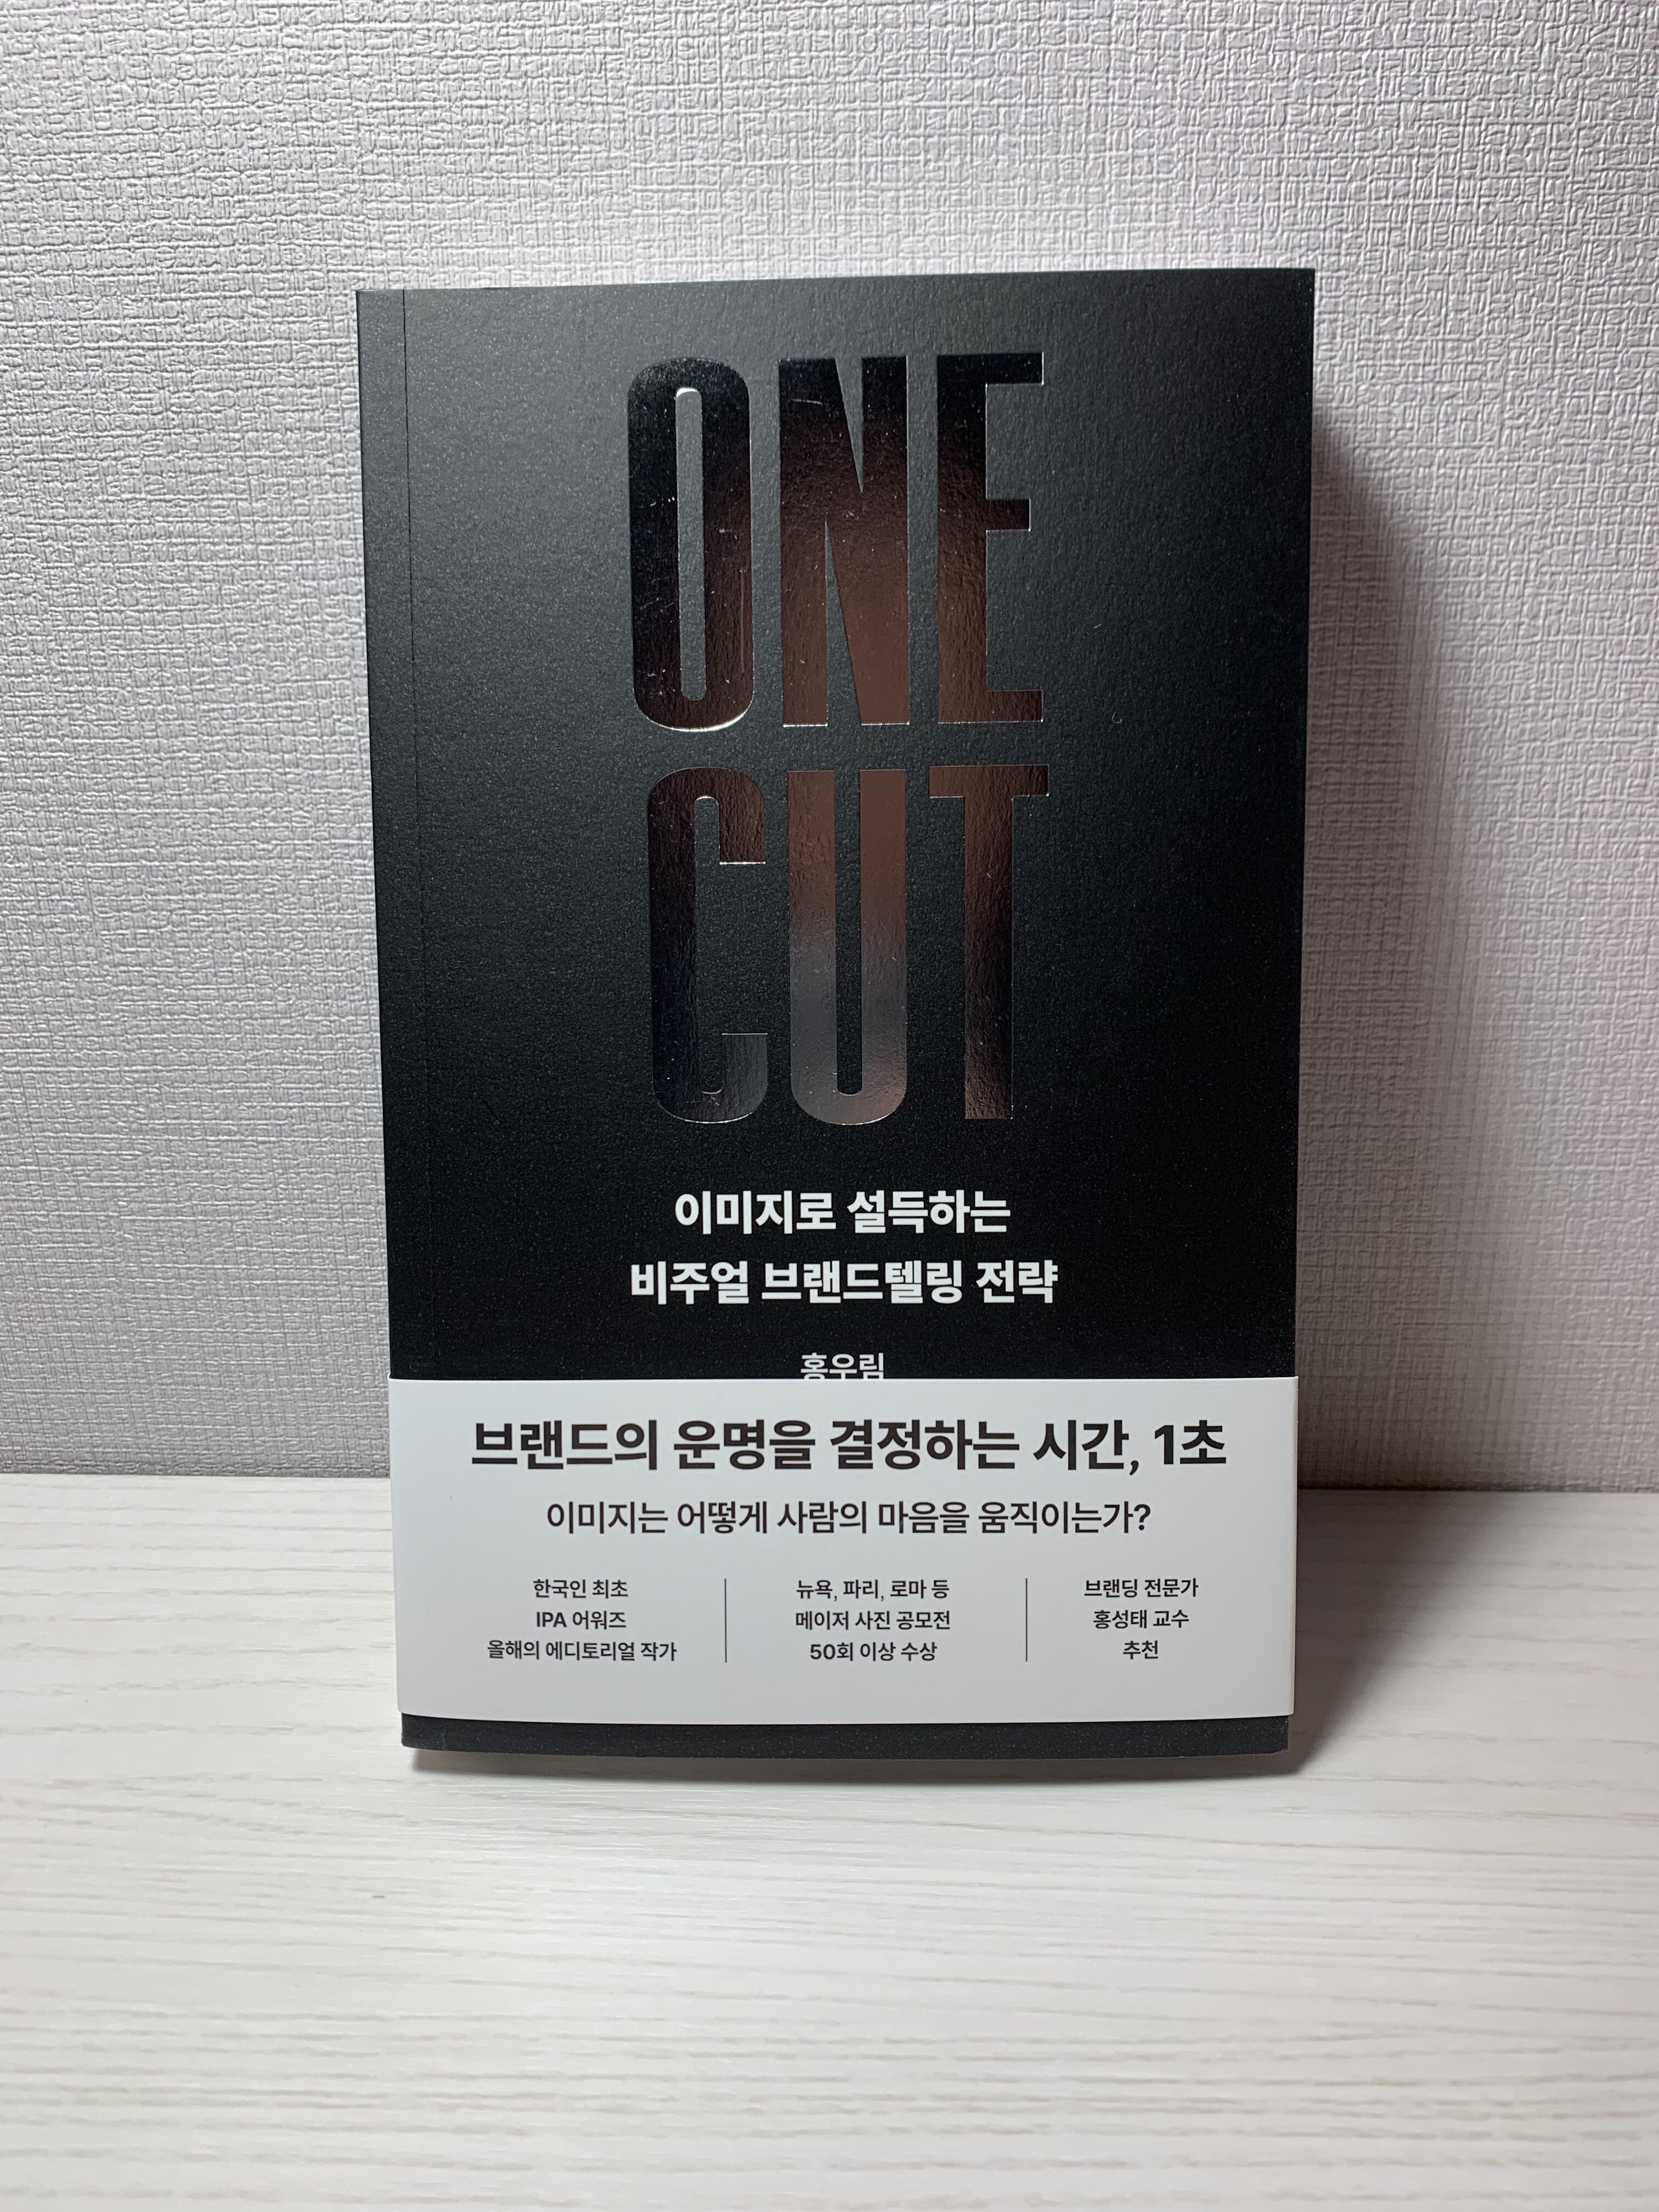 ONE
CUT
이미지로 설득하는
비주얼 브랜드텔링 전략
홍우림
브랜드의 운명을 결정하는 시간, 1초
이미지는 어떻게 사람의 마음을 움직이는가?
한국인 최초
IPA 어워즈
올해의 에디토리얼 작가
뉴욕, 파리, 로마 등
메이저 사진 공모전
50회 이상 수상
브랜딩 전문가
홍성태 교수
추천